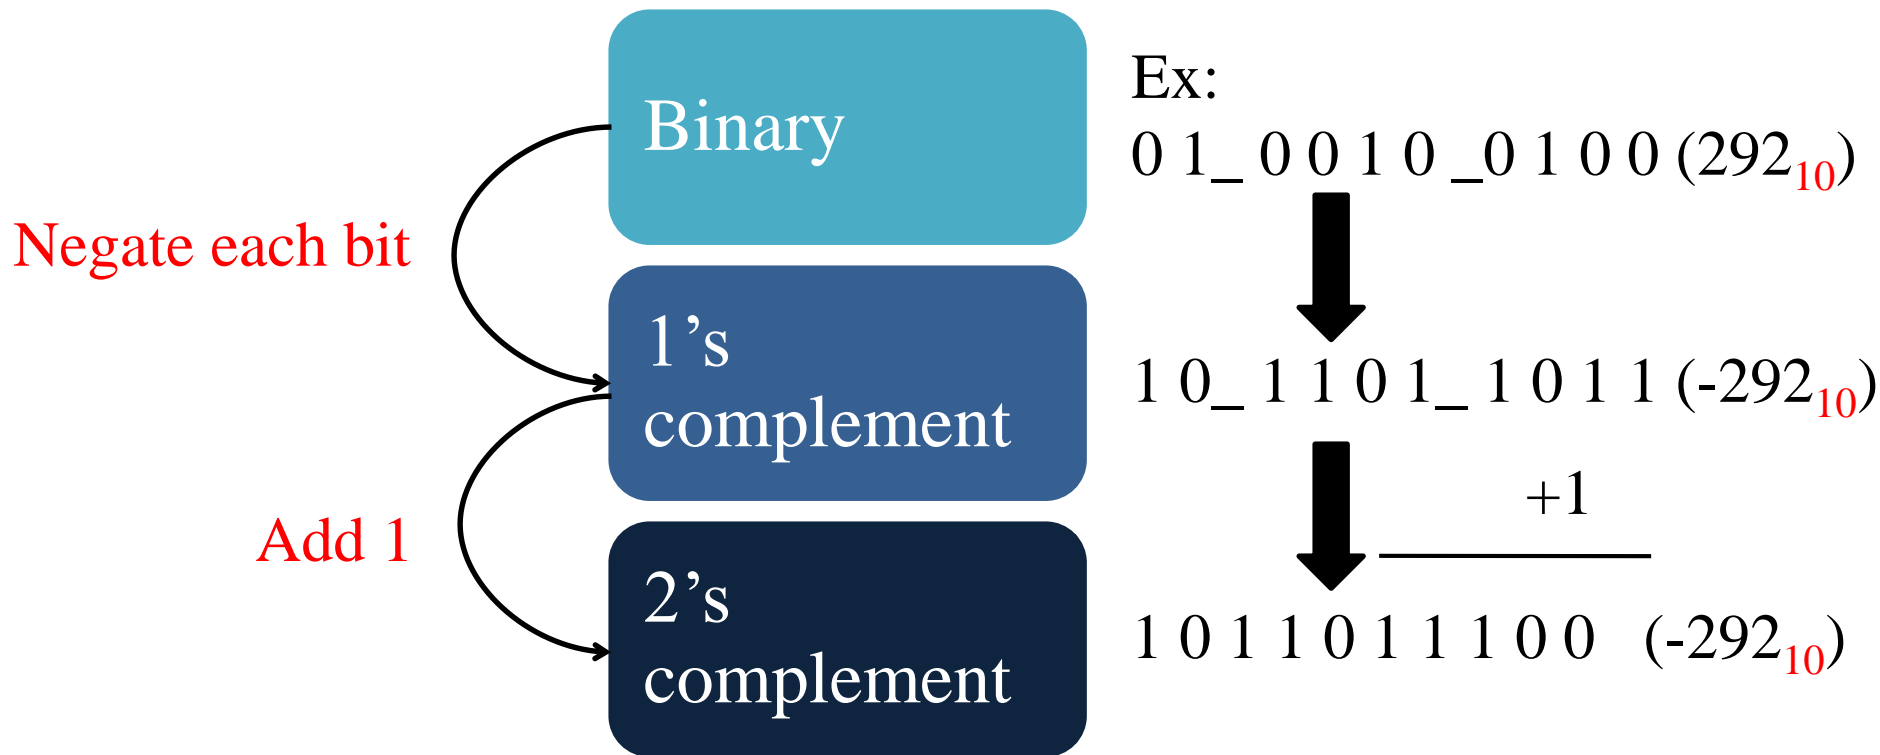 Binary
Negate each bit
1’s
complement
Add 1
2’s
complement
Ex:
0 1_ 0 0 1 0 _0 1 0 0 (292₁₀)
1 0_ 1 1 0 1_ 1 0 1 1 (-292₁₀)
+1
1 0 1 1 0 1 1 1 0 0 (-292₁₀)